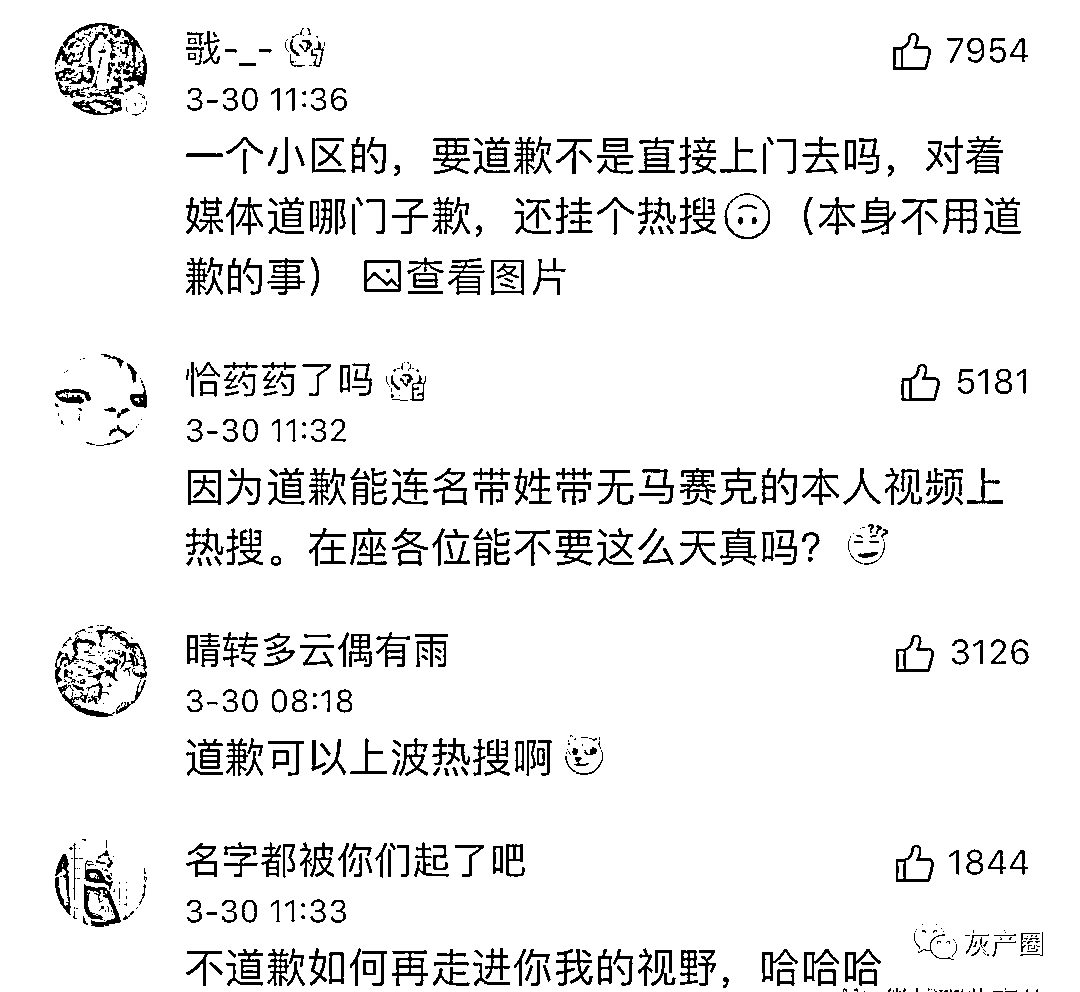 歌-_-
7954
3-30 11:36
一个小区的，要道歉不是直接上门去吗，对着
媒体道哪门子歉，还挂个热搜🙃（本身不用道
歉的事） 查看图片
恰药药了吗
5181
3-30 11:32
因为道歉能连名带姓带无马赛克的本人视频上
热搜。在座各位能不要这么天真吗？
晴转多云偶有雨
3126
3-30 08:18
道歉可以上波热搜啊
名字都被你们起了吧
1844
3-30 11:33
不道歉如何再走进你我的视野，哈哈哈
灰产圈